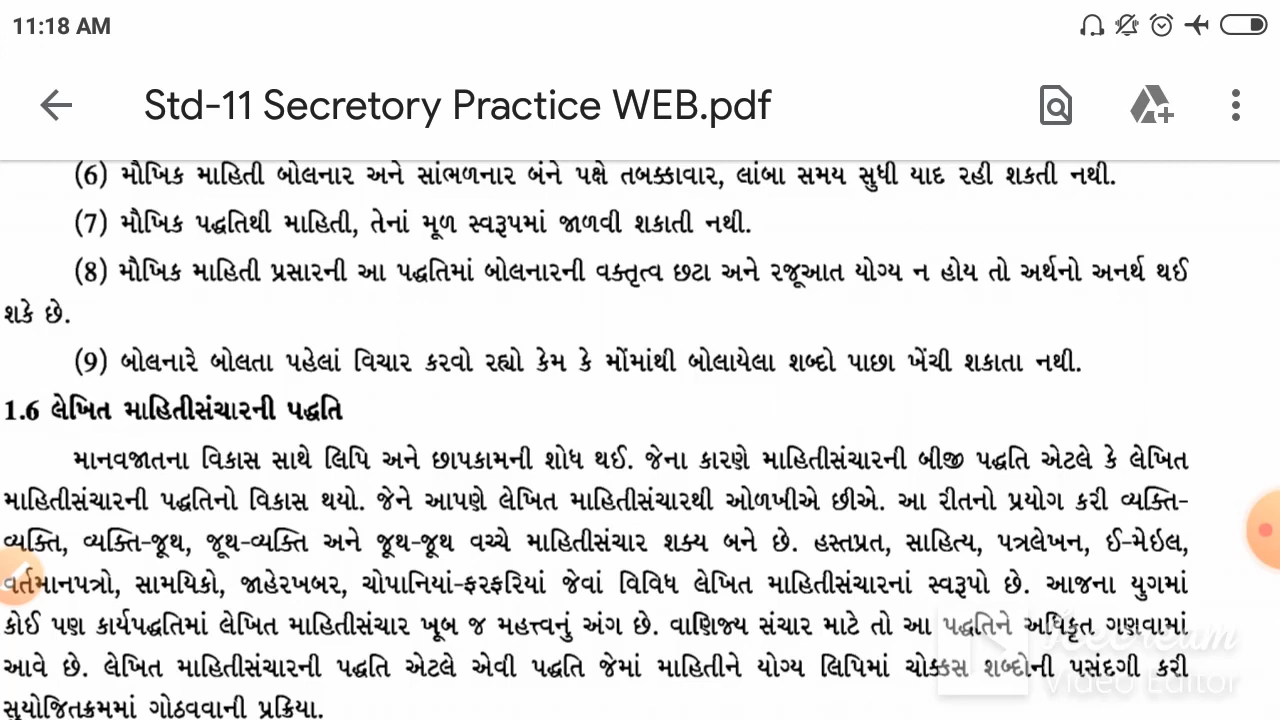 11:18 AM
Std-11 Secretory Practice WEB.pdf
(6) મૌખિક માહિતી બોલનાર અને સાંભળનાર બંને પક્ષે તબક્કાવાર, લાંબા સમય સુધી યાદ રહી શકતી નથી.
(7) મૌખિક પદ્ધતિથી માહિતી, તેનાં મૂળ સ્વરૂપમાં જાળવી શકાતી નથી.
(8) મૌખિક માહિતી પ્રસારની આ પદ્ધતિમાં બોલનારની વક્તૃત્વ છટા અને રજૂઆત યોગ્ય ન હોય તો અર્થનો અનર્થ થઈ
શકે છે.
(9) બોલનારે બોલતા પહેલાં વિચાર કરવો રહ્યો કેમ કે મોંમાંથી બોલાયેલા શબ્દો પાછા ખેંચી શકાતા નથી.
1.6 લેખિત માહિતીસંચારની પદ્ધતિ
માનવજાતના વિકાસ સાથે લિપિ અને છાપકામની શોધ થઈ. જેના કારણે માહિતીસંચારની બીજી પદ્ધતિ એટલે કે લેખિત
માહિતીસંચારની પદ્ધતિનો વિકાસ થયો. જેને આપણે લેખિત માહિતીસંચારથી ઓળખીએ છીએ. આ રીતનો પ્રયોગ કરી વ્યક્તિ-
વ્યક્તિ, વ્યક્તિ-જૂથ, જૂથ-વ્યક્તિ અને જૂથ-જૂથ વચ્ચે માહિતીસંચાર શક્ય બને છે. હસ્તપ્રત, સાહિત્ય, પત્રલેખન, ઈ-મેઇલ,
વર્તમાનપત્રો, સામયિકો, જાહેરખબર, ચોપાનિયાં-ફરફરિયાં જેવાં વિવિધ લેખિત માહિતીસંચારનાં સ્વરૂપો છે. આજના યુગમાં
કોઈ પણ કાર્યપદ્ધતિમાં લેખિત માહિતીસંચાર ખૂબ જ મહત્ત્વનું અંગ છે. વાણિજ્ય સંચાર માટે તો આ પદ્ધતિને અધિકૃત ગણવામાં
આવે છે. લેખિત માહિતીસંચારની પદ્ધતિ એટલે એવી પદ્ધતિ જેમાં માહિતીને યોગ્ય લિપિમાં ચોક્કસ શબ્દોની પસંદગી કરી
સુયોજિતક્રમમાં ગોઠવવાની પ્રક્રિયા.
Icecream
Video Editor